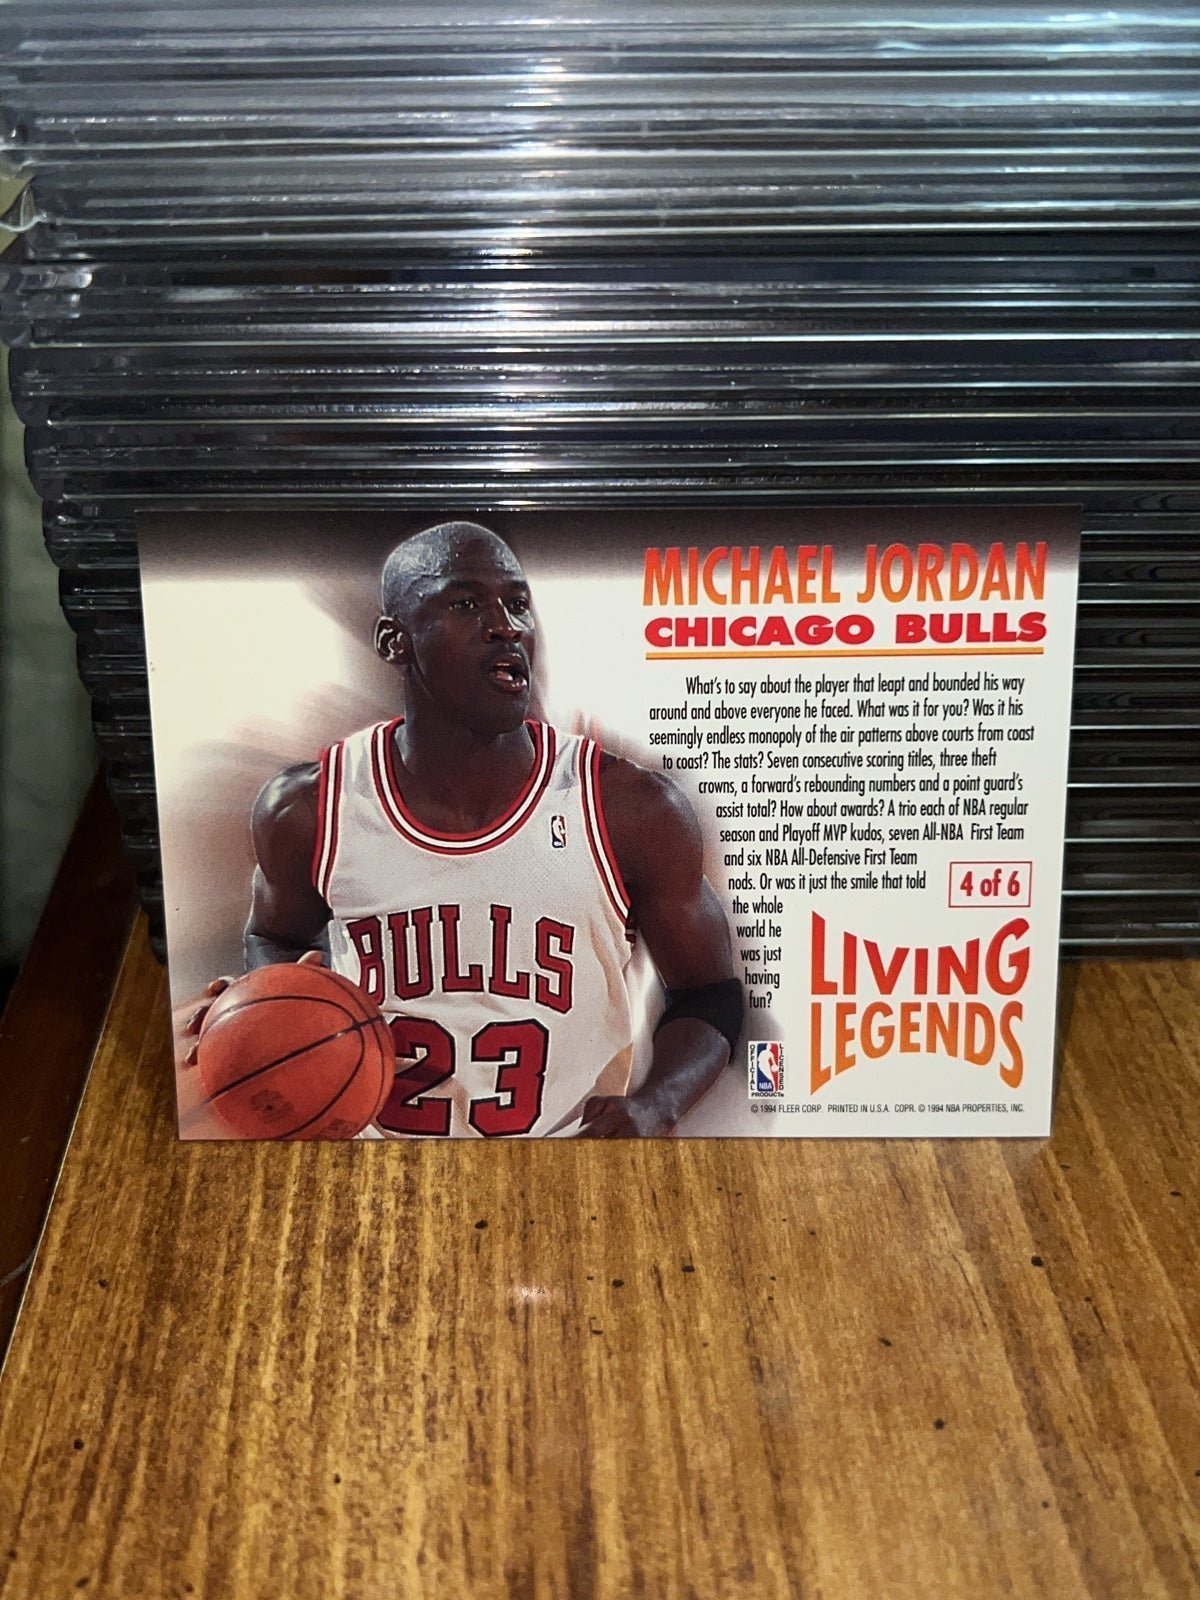 MICHAEL JORDAN
CHICAGO BULLS
What's to say about the player that leapt and bounded his way
around and above everyone he faced. What was it for you? Was it his
seemingly endless monopoly of the air patterns above courts from coast
to coast? The stats? Seven consecutive scoring titles, three theft
crowns, a forward's rebounding numbers and a point guard's
assist total? How about awards? A trio each of NBA regular
season and Playoff MVP kudos, seven All-NBA First Team
and six NBA All-Defensive First Team
nods. Or was it just the smile that told
the whole
world he
was just
having
fun?
4 of 6
LIVING
LEGENDS
BULLS
23
OFFICIAL
LICENSED
NBA
PRODUCT
© 1994 FLEER CORP. PRINTED IN U.S.A. COPR. © 1994 NBA PROPERTIES, INC.